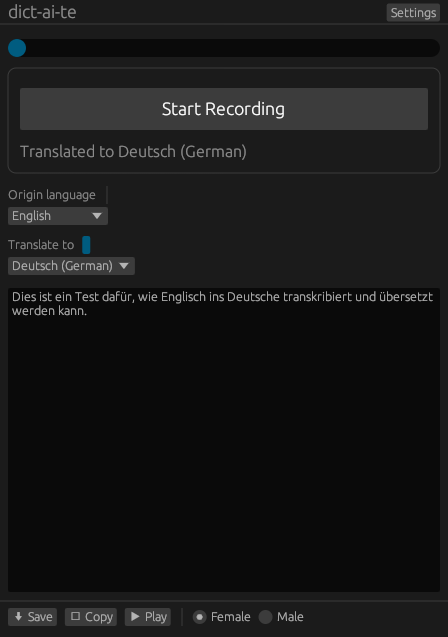 dict-ai-te
Settings
Start Recording
Translated to Deutsch (German)
Origin language
English
Translate to
Deutsch (German)
Dies ist ein Test dafür, wie Englisch ins Deutsche transkribiert und übersetzt
werden kann.
Save Copy Play Female Male